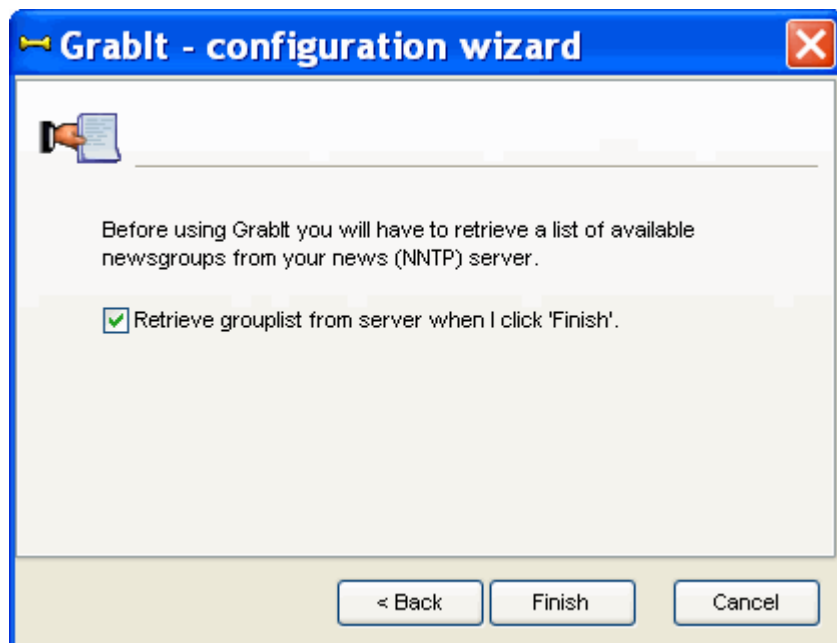 GrabIt - configuration wizard
Before using GrabIt you will have to retrieve a list of available
newsgroups from your news (NNTP) server.
Retrieve grouplist from server when I click 'Finish'.
< Back
Finish
Cancel